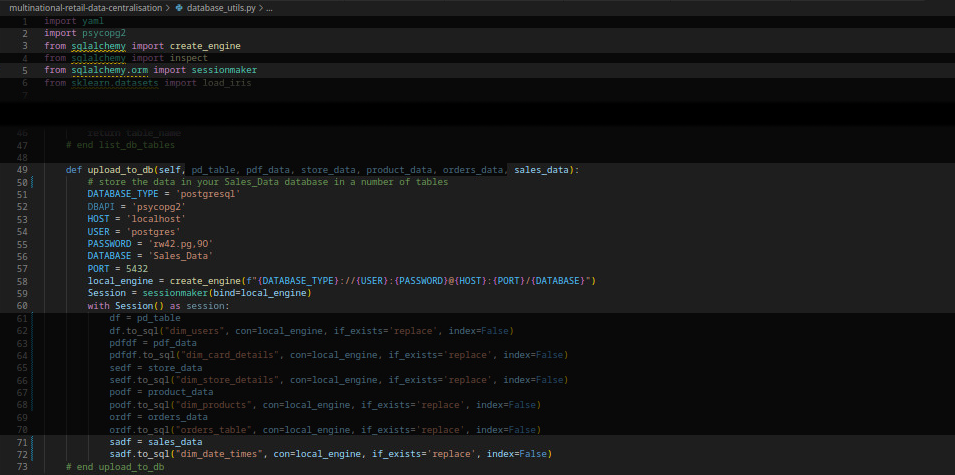 multinational-retail-data-centralisation > database_utils.py > ...
1 import yaml
2 import psycopg2
3 from sqlalchemy import create_engine
4 from sqlalchemy import inspect
5 from sqlalchemy.orm import sessionmaker
6 from sklearn.datasets import load_iris
7
46 return table_name
47 # end list_db_tables
48
49 def upload_to_db(self, pd_table, pdf_data, store_data, product_data, orders_data, sales_data):
50 # store the data in your Sales_Data database in a number of tables
51 DATABASE_TYPE = 'postgresql'
52 DBAPI = 'psycopg2'
53 HOST = 'localhost'
54 USER = 'postgres'
55 PASSWORD = 'rw42.pg,90'
56 DATABASE = 'Sales_Data'
57 PORT = 5432
58 local_engine = create_engine(f"{DATABASE_TYPE}://{USER}:{PASSWORD}@{HOST}:{PORT}/{DATABASE}")
59 Session = sessionmaker(bind=local_engine)
60 with Session() as session:
61 df = pd_table
62 df.to_sql("dim_users", con=local_engine, if_exists='replace', index=False)
63 pdfdf = pdf_data
64 pdfdf.to_sql("dim_card_details", con=local_engine, if_exists='replace', index=False)
65 sedf = store_data
66 sedf.to_sql("dim_store_details", con=local_engine, if_exists='replace', index=False)
67 podf = product_data
68 podf.to_sql("dim_products", con=local_engine, if_exists='replace', index=False)
69 ordf = orders_data
70 ordf.to_sql("orders_table", con=local_engine, if_exists='replace', index=False)
71 sadf = sales_data
72 sadf.to_sql("dim_date_times", con=local_engine, if_exists='replace', index=False)
73 # end upload_to_db